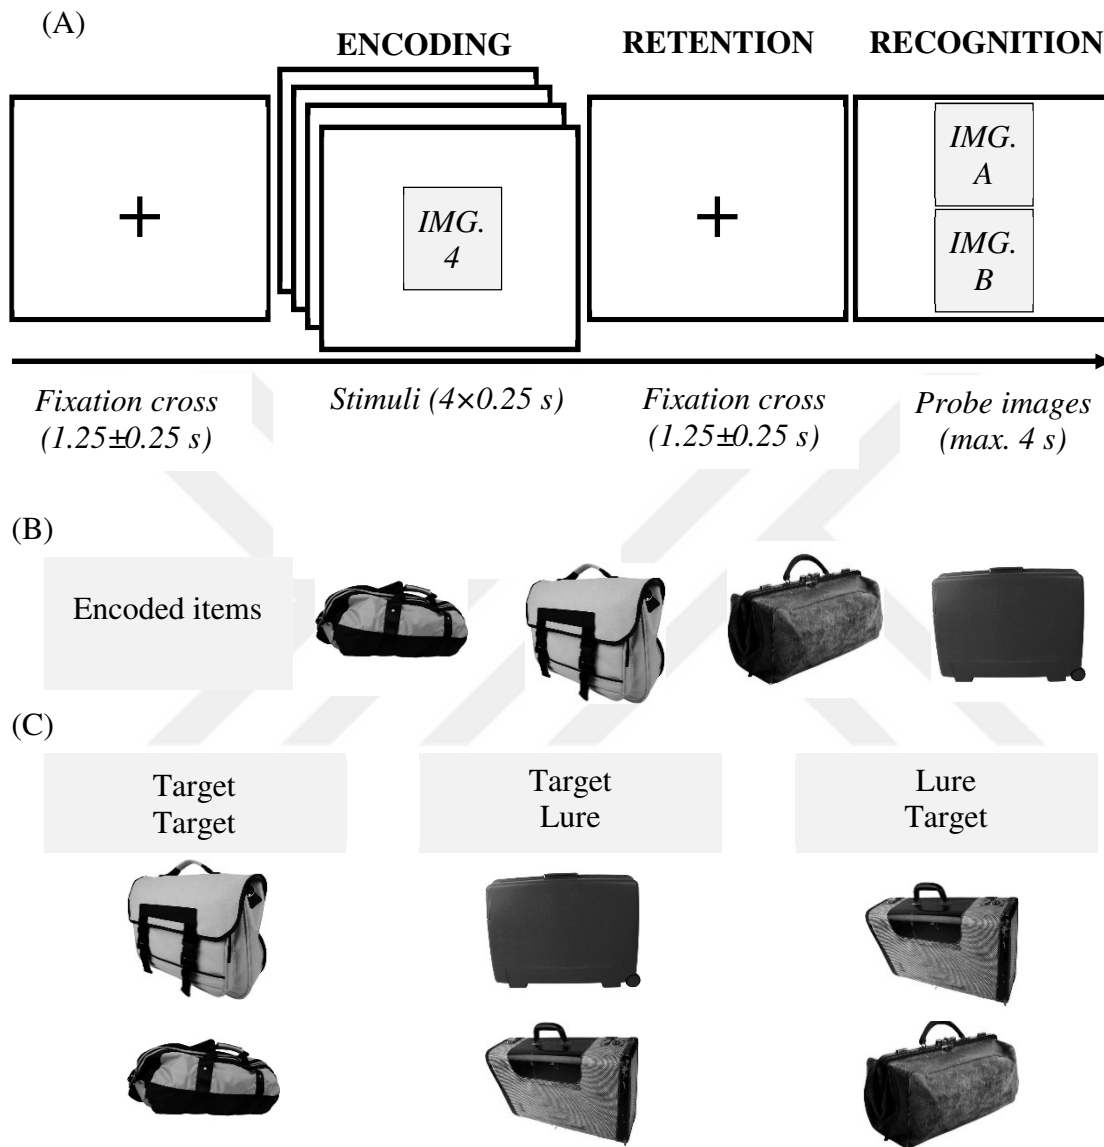 (A)
ENCODING RETENTION RECOGNITION
IMG.
4
IMG.
A
IMG.
B
Fixation cross
(1.25±0.25 s)
Stimuli (4×0.25 s)
Fixation cross
(1.25±0.25 s)
Probe images
(max. 4 s)
(B)
Encoded items
(C)
Target
Target
Target
Lure
Lure
Target